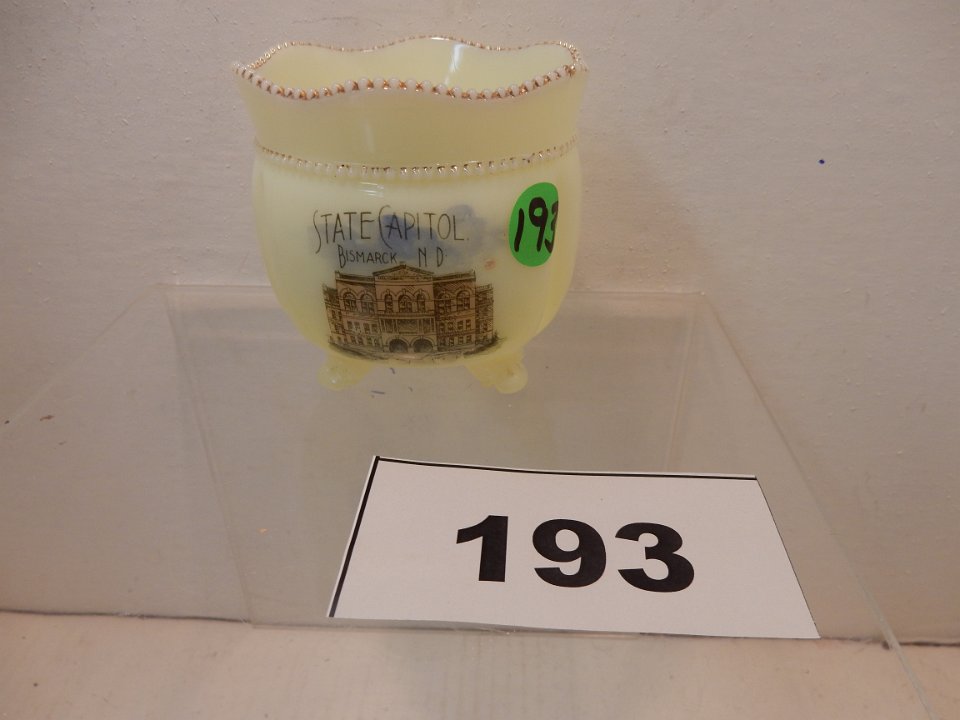 STATE CAPITOL.
BISMARCK, N D
193
193